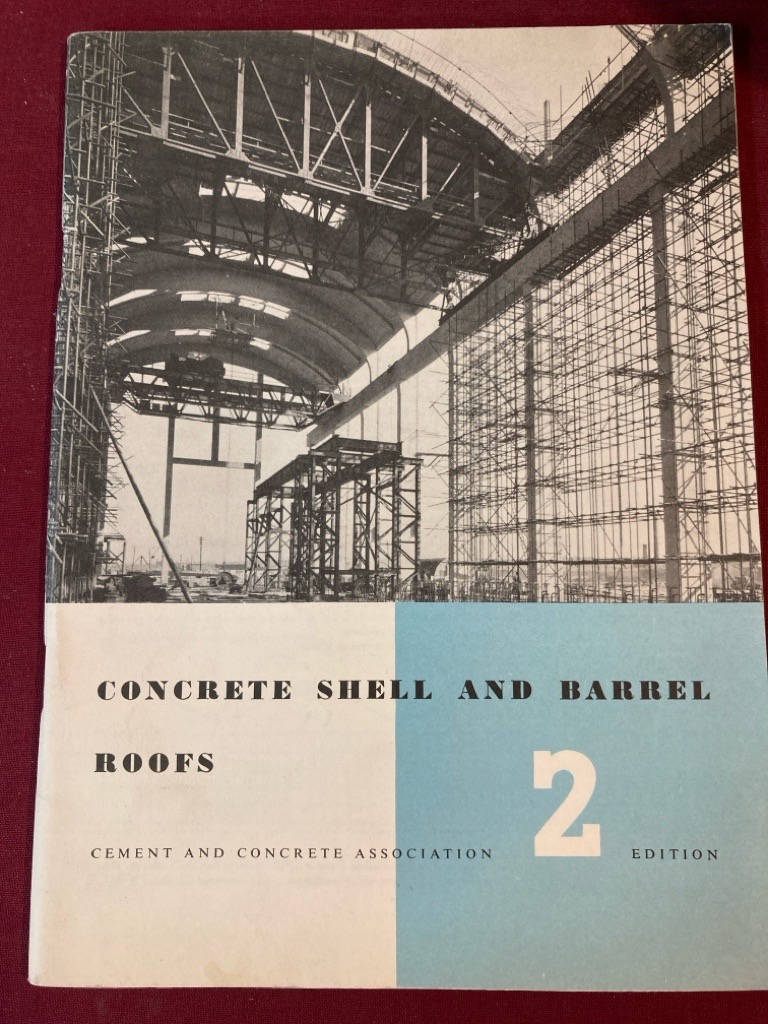 CONCRETE SHELL AND BARREL
ROOFS
CEMENT AND CONCRETE ASSOCIATION 2 EDITION